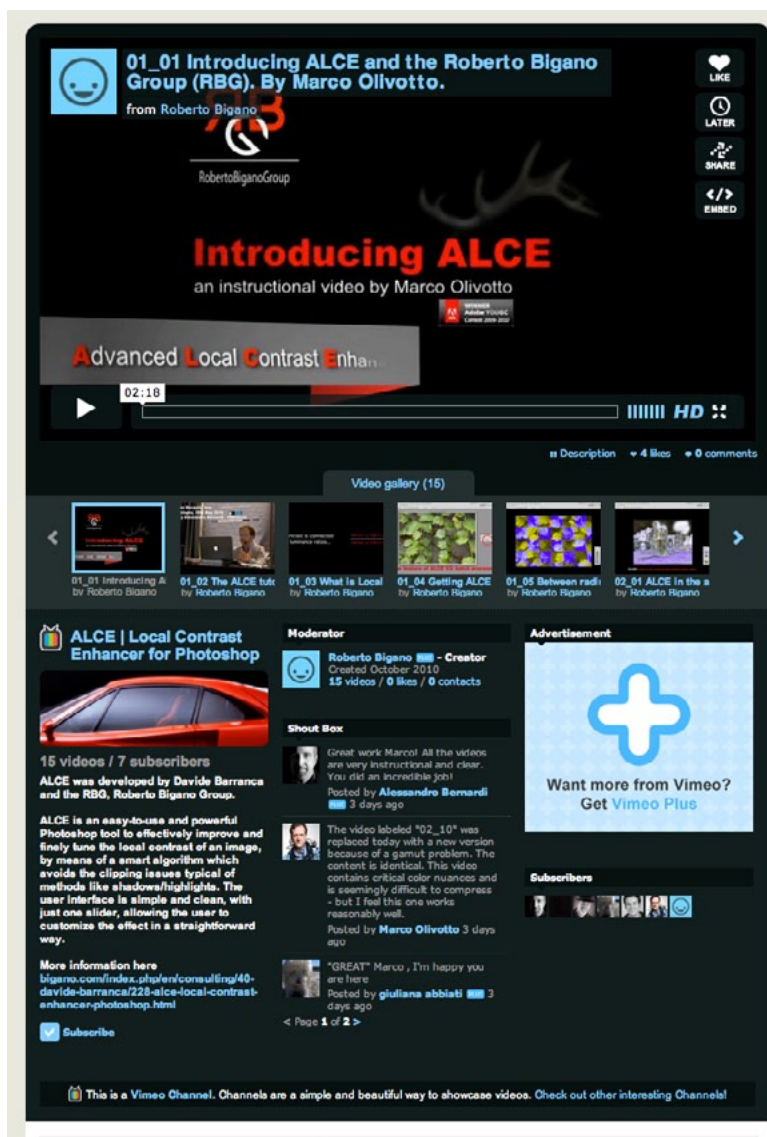 01_01 Introducing ALCE and the Roberto Bigano
Group (RBG). By Marco Olivotto.
from Roberto Bigano
LIKE
LATER
SHARE
EMBED
RBG
RobertoBiganoGroup
Introducing ALCE
an instructional video by Marco Olivotto
WINNER
Adobe YOUGC
Contest 2009-2010
Advanced Local Contrast Enhan
02:18
HD
Description 4 likes 0 comments
Video gallery (15)
01_01 Introducing A
by Roberto Bigano
01_02 The ALCE tuto
by Roberto Bigano
01_03 What is Local
by Roberto Bigano
01_04 Getting ALCE
by Roberto Bigano
01_05 Between radi
by Roberto Bigano
02_01 ALCE in the a
by Roberto Bigano
ALCE | Local Contrast
Enhancer for Photoshop
15 videos / 7 subscribers
ALCE was developed by Davide Barranca
and the RBG, Roberto Bigano Group.
ALCE is an easy-to-use and powerful
Photoshop tool to effectively improve and
finely tune the local contrast of an image,
by means of a smart algorithm which
avoids the clipping issues typical of
methods like shadows/highlights. The
user interface is simple and clean, with
just one slider, allowing the user to
customize the effect in a straightforward
way.
More information here
bigano.com/index.php/en/consulting/40-
davide-barranca/228-alce-local-contrast-
enhancer-photoshop.html
Subscribe
Moderator
Roberto Bigano PLUS - Creator
Created October 2010
15 videos / 0 likes / 0 contacts
Shout Box
Great work Marco! All the videos
are very instructional and clear.
You did an incredible job!
Posted by Alessandro Bernardi
PLUS 3 days ago
The video labeled "02_10" was
replaced today with a new version
because of a gamut problem. The
content is identical. This video
contains critical color nuances and
is seemingly difficult to compress
- but I feel this one works
reasonably well.
Posted by Marco Olivotto 3 days
ago
"GREAT" Marco , I'm happy you
are here
Posted by giuliana abbiati PLUS 3
days ago
< Page 1 of 2 >
Advertisement
Want more from Vimeo?
Get Vimeo Plus
Subscribers
This is a Vimeo Channel. Channels are a simple and beautiful way to showcase videos. Check out other interesting Channels!